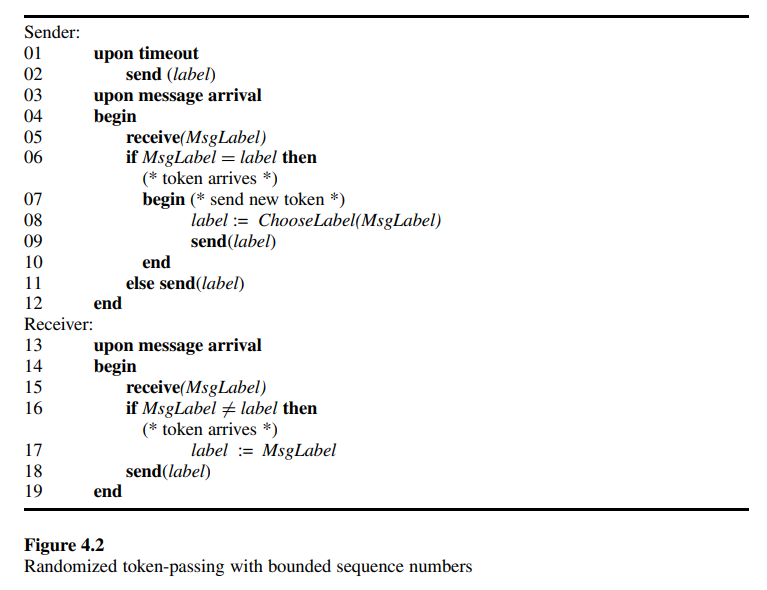 Sender:
01 upon timeout
02 send (label)
03 upon message arrival
04 begin
05 receive(MsgLabel)
06 if MsgLabel = label then
(* token arrives *)
07 begin (* send new token *)
08 label := ChooseLabel(MsgLabel)
09 send(label)
10 end
11 else send(label)
12 end
Receiver:
13 upon message arrival
14 begin
15 receive(MsgLabel)
16 if MsgLabel ≠ label then
(* token arrives *)
17 label := MsgLabel
18 send(label)
19 end
Figure 4.2
Randomized token-passing with bounded sequence numbers